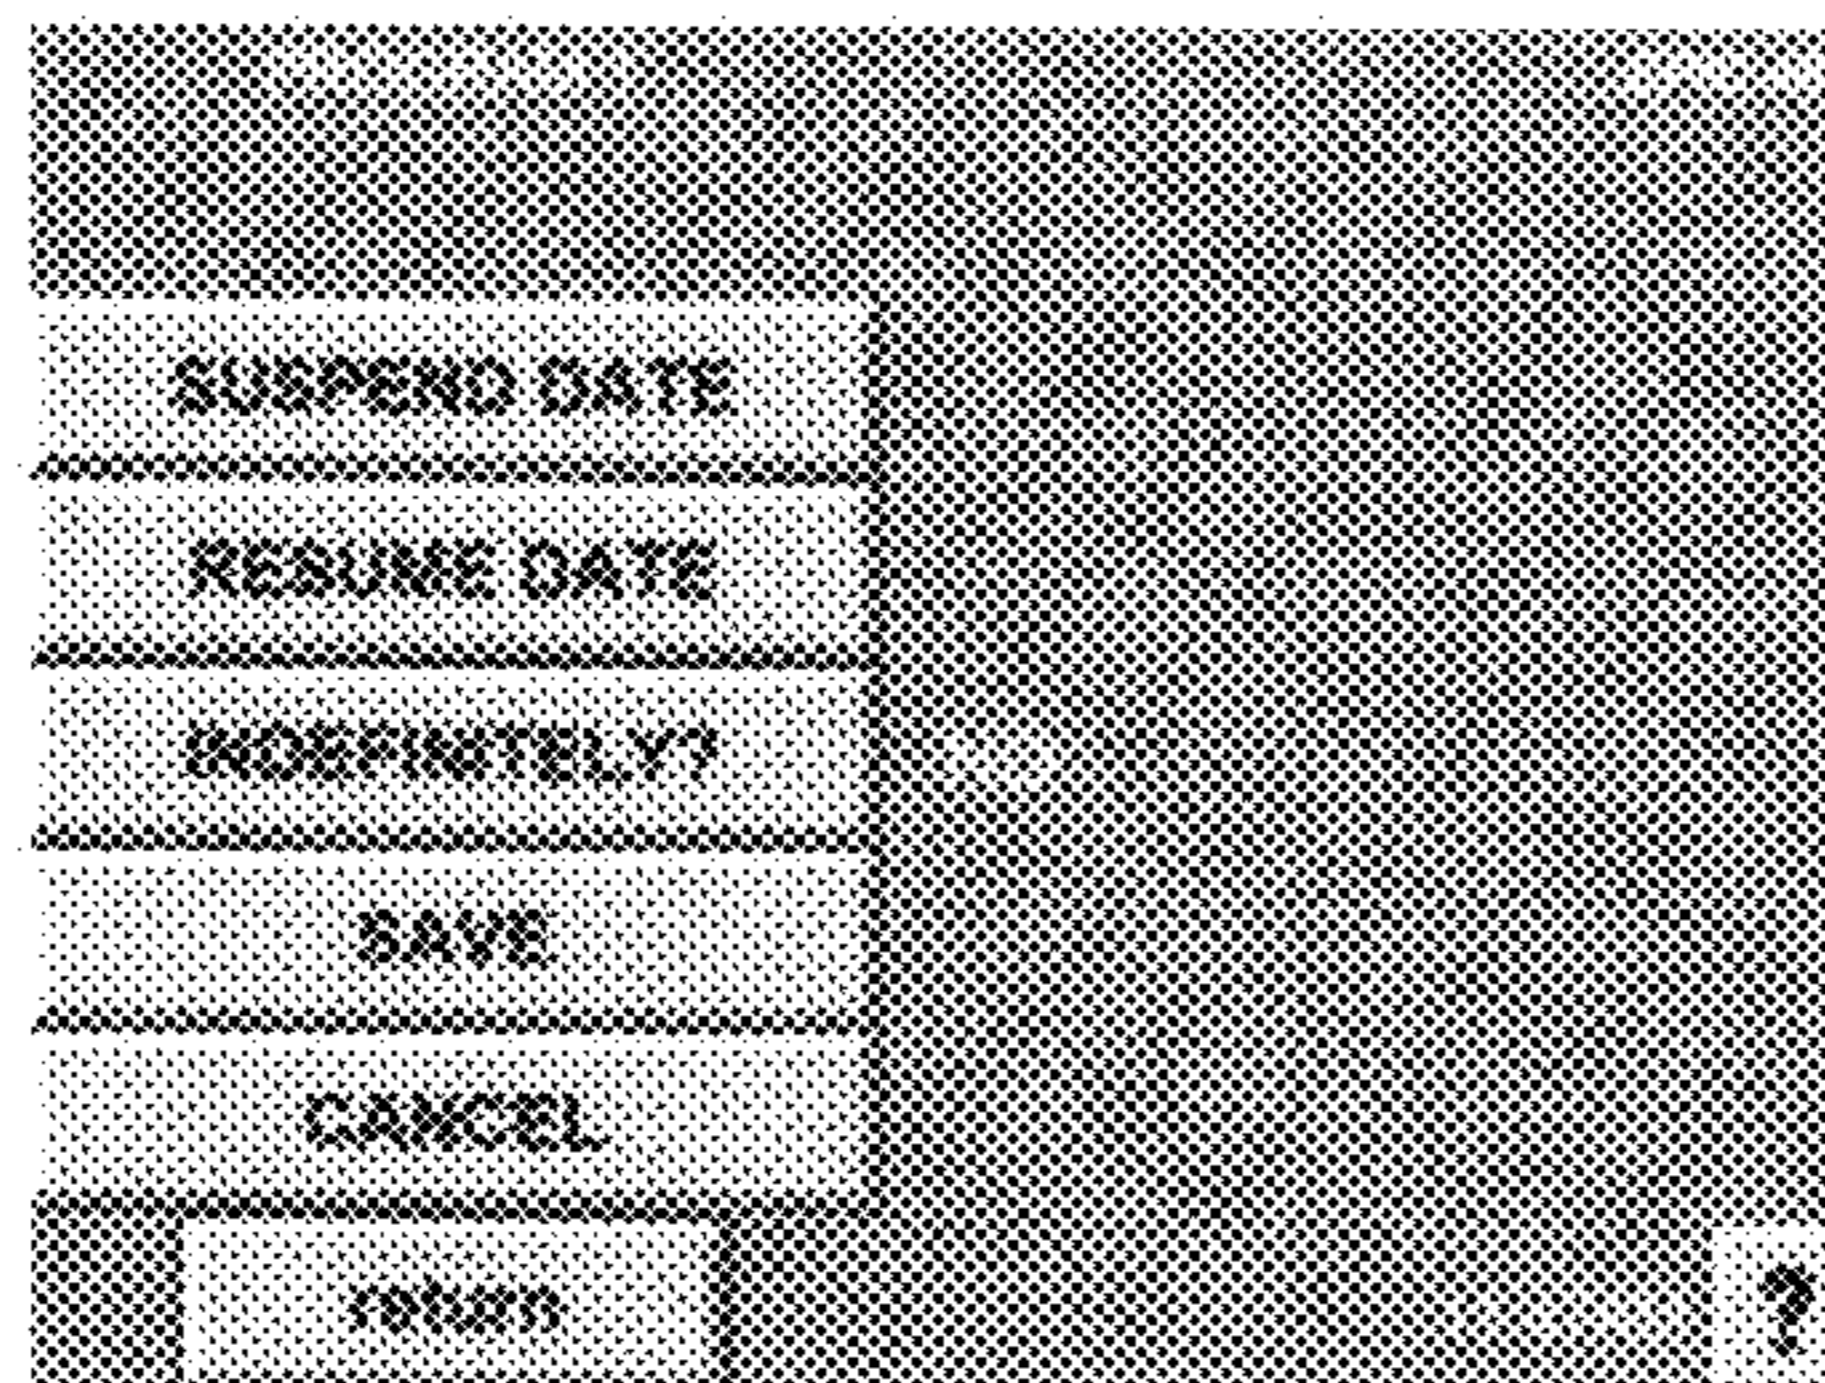 SUSPEND DATE
RESUME DATE
INDEFINITELY?
SAVE
CANCEL
return
?